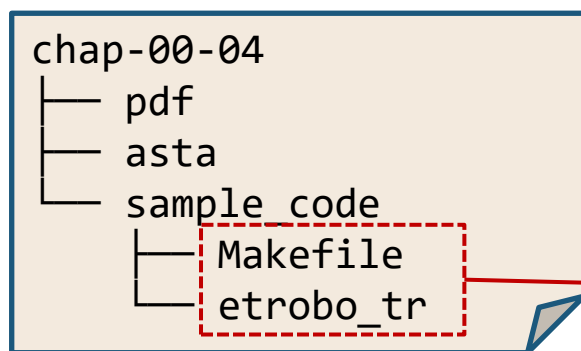 chap-00-04
├── pdf
├── asta
└── sample_code
    ├── Makefile
    └── etrobo_tr